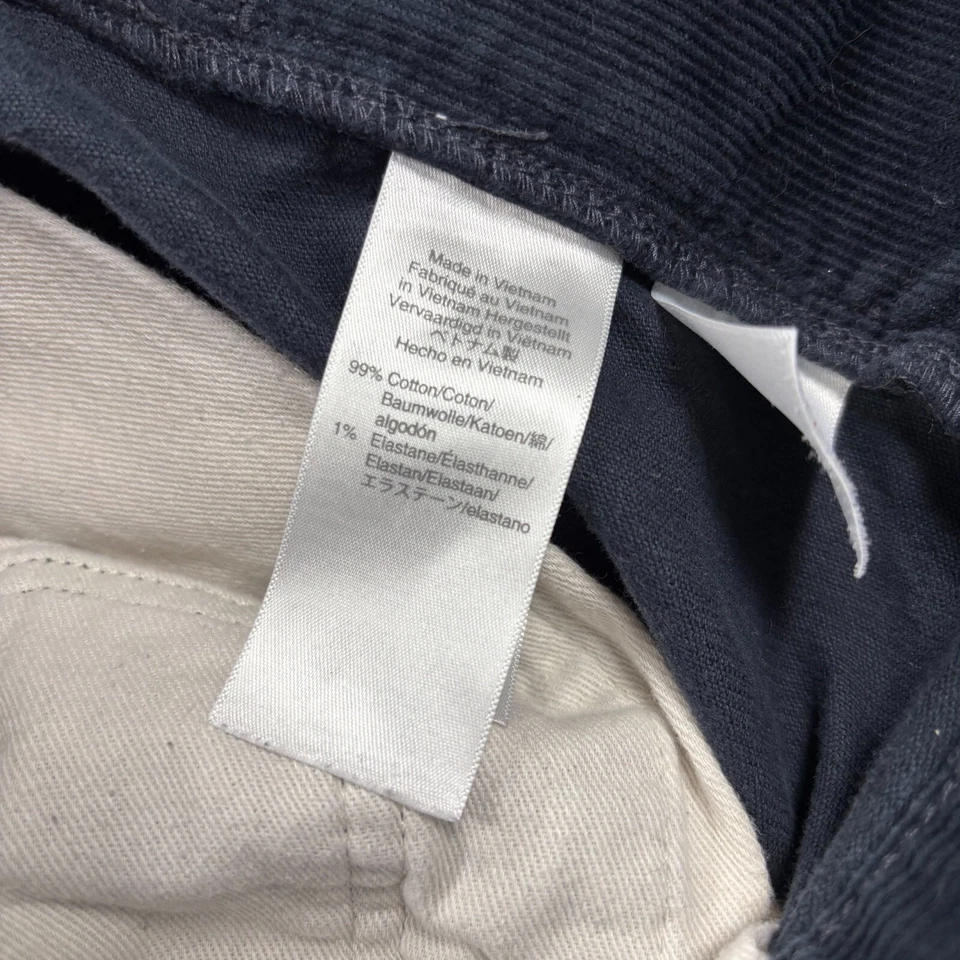 Made in Vietnam
Fabriqué au Vietnam
in Vietnam Hergestellt
Vervaardigd in Viëtnam
ベトナム製
Hecho en Vietnam
99% Cotton/Coton/
Baumwolle/Katoen/綿/
algodón
1% Elastane/Élasthanne/
Elastan/Elastaan/
エラステーン/elastano